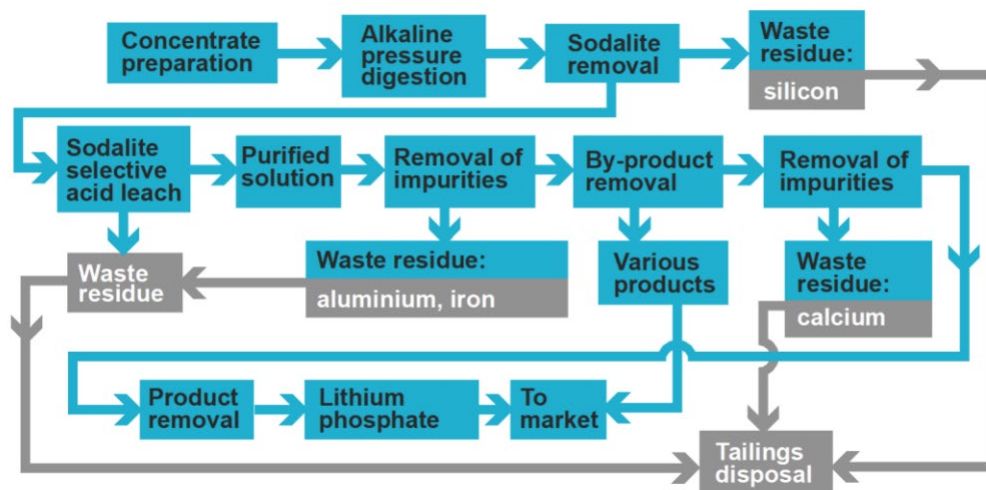 Concentrate
preparation
Alkaline
pressure
digestion
Sodalite
removal
Waste
residue:
silicon
Sodalite
selective
acid leach
Purified
solution
Removal of
impurities
By-product
removal
Removal of
impurities
Waste
residue
Waste residue:
aluminium, iron
Various
products
Waste
residue:
calcium
Product
removal
Lithium
phosphate
To
market
Tailings
disposal